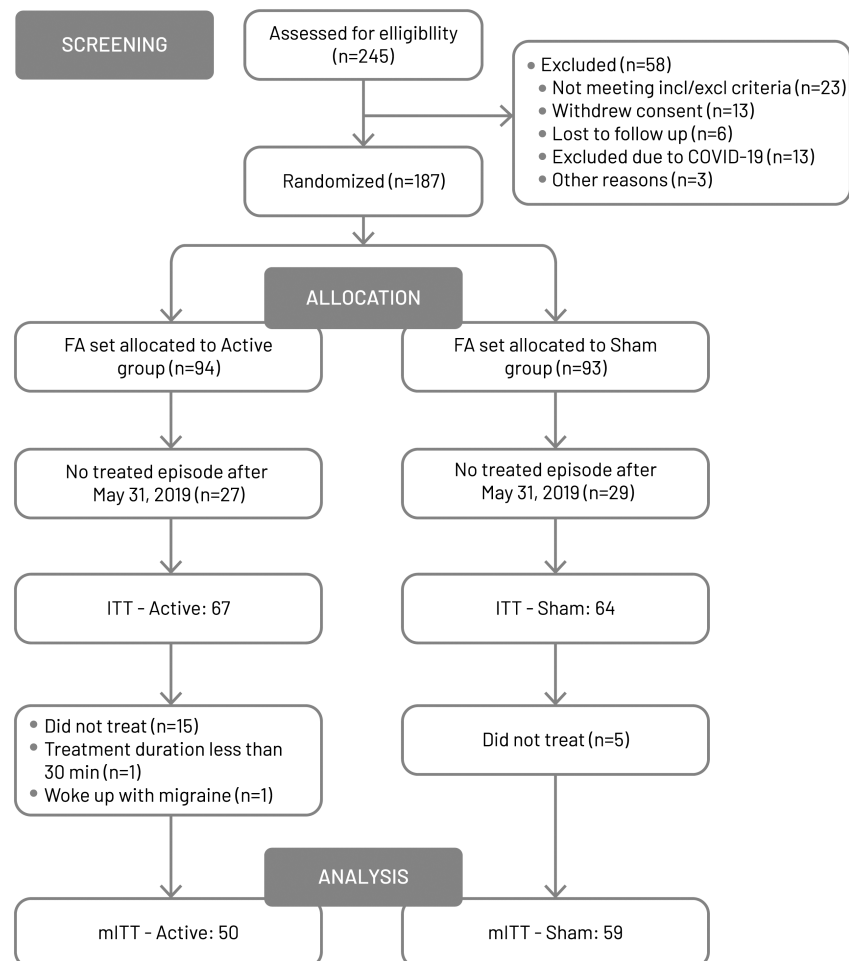 SCREENING
Assessed for elligibllity
(n=245)
Excluded (n=58)
Not meeting incl/excl criteria (n=23)
Withdrew consent (n=13)
Lost to follow up (n=6)
Excluded due to COVID-19 (n=13)
Other reasons (n=3)
Randomized (n=187)
ALLOCATION
FA set allocated to Active
group (n=94)
FA set allocated to Sham
group (n=93)
No treated episode after
May 31, 2019 (n=27)
No treated episode after
May 31, 2019 (n=29)
ITT - Active: 67
ITT - Sham: 64
Did not treat (n=15)
Treatment duration less than
30 min (n=1)
Woke up with migraine (n=1)
Did not treat (n=5)
ANALYSIS
mITT - Active: 50
mITT - Sham: 59